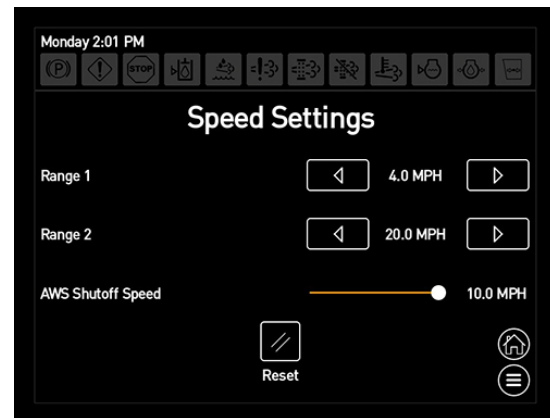 Monday 2:01 PM
(P) STOP
Speed Settings
Range 1 4.0 MPH
Range 2 20.0 MPH
AWS Shutoff Speed 10.0 MPH
Reset